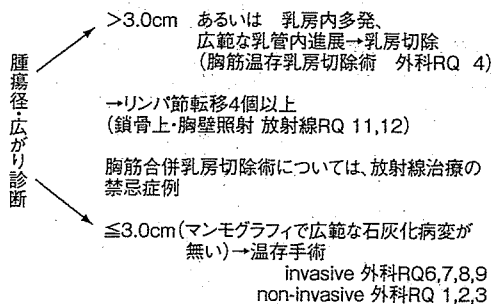 腫瘍径・広がり診断
>3.0cm あるいは 乳房内多発、
広範な乳管内進展→乳房切除
(胸筋温存乳房切除術 外科RQ 4)
→リンパ節転移4個以上
(鎖骨上・胸壁照射 放射線RQ 11,12)
胸筋合併乳房切除術については、放射線治療の
禁忌症例
≦3.0cm(マンモグラフィで広範な石灰化病変が
無い)→温存手術
invasive 外科RQ6,7,8,9
non-invasive 外科RQ 1,2,3